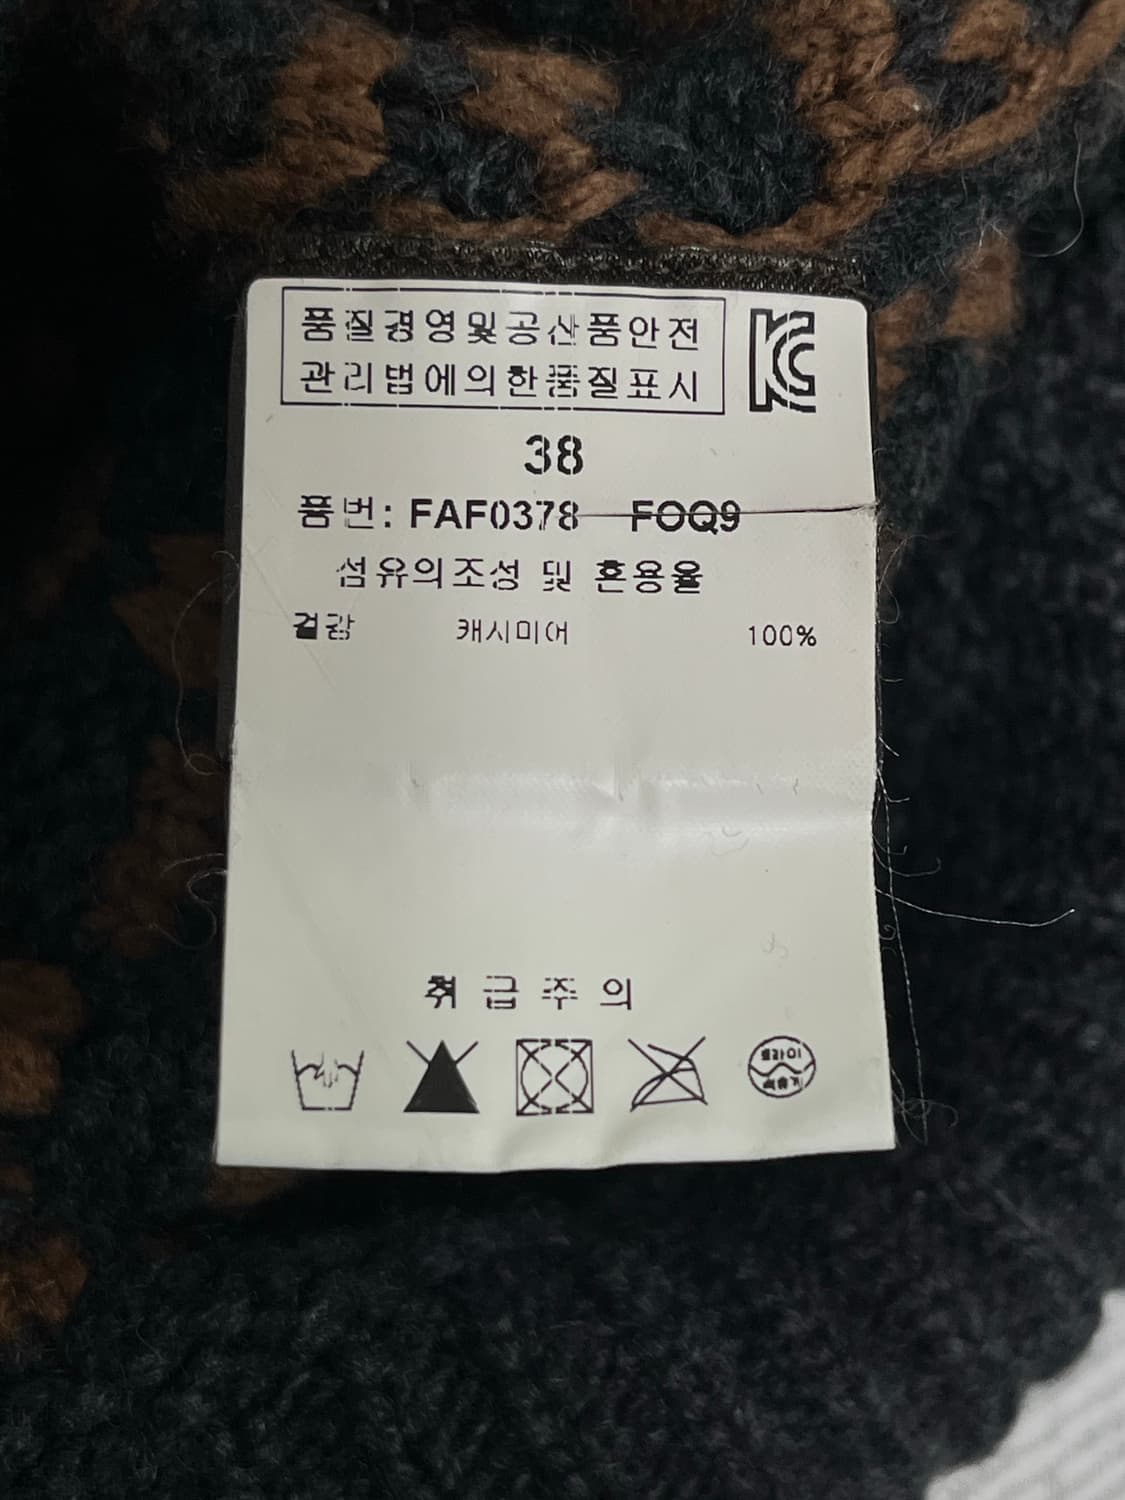 품질경영및공산품안전
관리법에의한품질표시
KC
38
품번: FAF0378 FOQ9
섬유의조성 및 혼용율
겉감 캐시미어 100%
취급주의